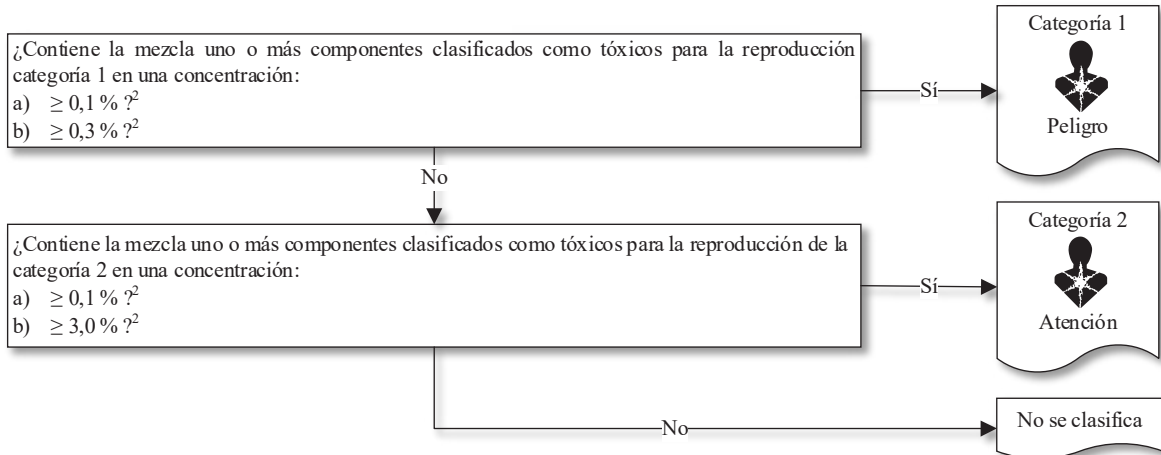 ¿Contiene la mezcla uno o más componentes clasificados como tóxicos para la reproducción
categoría 1 en una concentración:
a) ≥ 0,1 % ?²
b) ≥ 0,3 % ?²
Sí
Categoría 1
Peligro
No
¿Contiene la mezcla uno o más componentes clasificados como tóxicos para la reproducción de la
categoría 2 en una concentración:
a) ≥ 0,1 % ?²
b) ≥ 3,0 % ?²
Sí
Categoría 2
Atención
No
No se clasifica